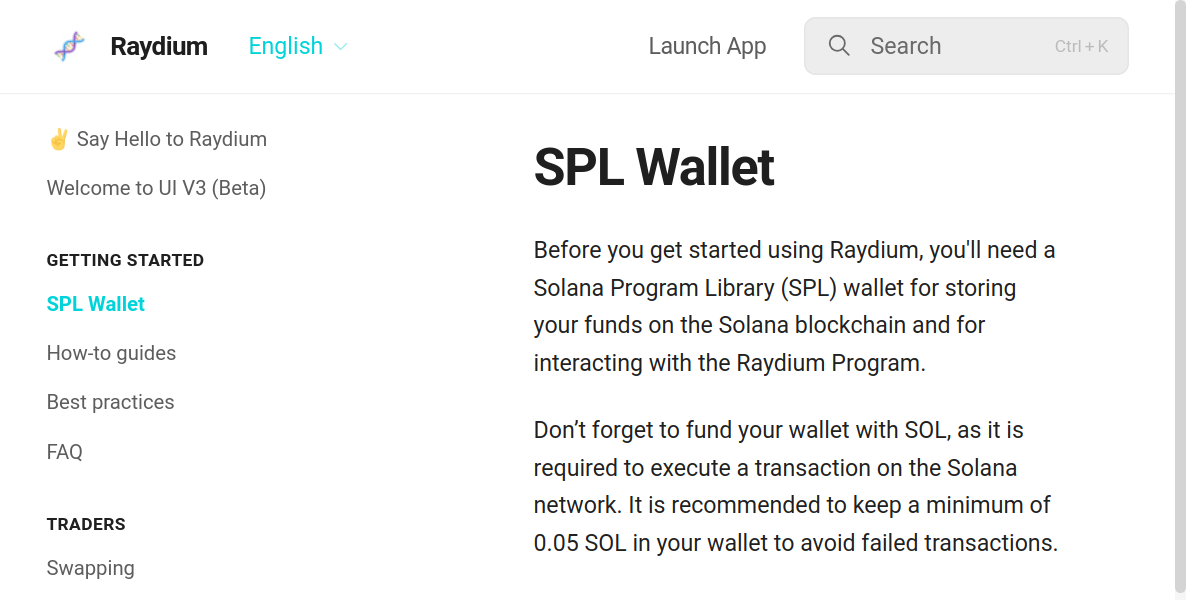 Raydium
English
Launch App
Search
Ctrl + K
✌️ Say Hello to Raydium
Welcome to UI V3 (Beta)
GETTING STARTED
SPL Wallet
How-to guides
Best practices
FAQ
TRADERS
Swapping
SPL Wallet
Before you get started using Raydium, you'll need a
Solana Program Library (SPL) wallet for storing
your funds on the Solana blockchain and for
interacting with the Raydium Program.
Don’t forget to fund your wallet with SOL, as it is
required to execute a transaction on the Solana
network. It is recommended to keep a minimum of
0.05 SOL in your wallet to avoid failed transactions.